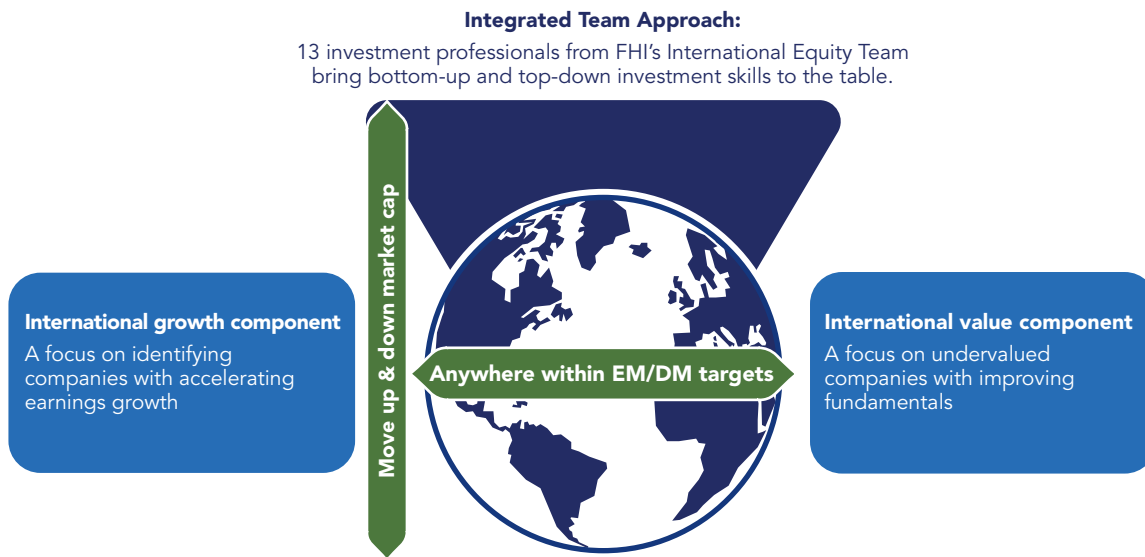 Integrated Team Approach:
13 investment professionals from FHI's International Equity Team
bring bottom-up and top-down investment skills to the table.
Move up & down market cap
International growth component
A focus on identifying
companies with accelerating
earnings growth
Anywhere within EM/DM targets
International value component
A focus on undervalued
companies with improving
fundamentals